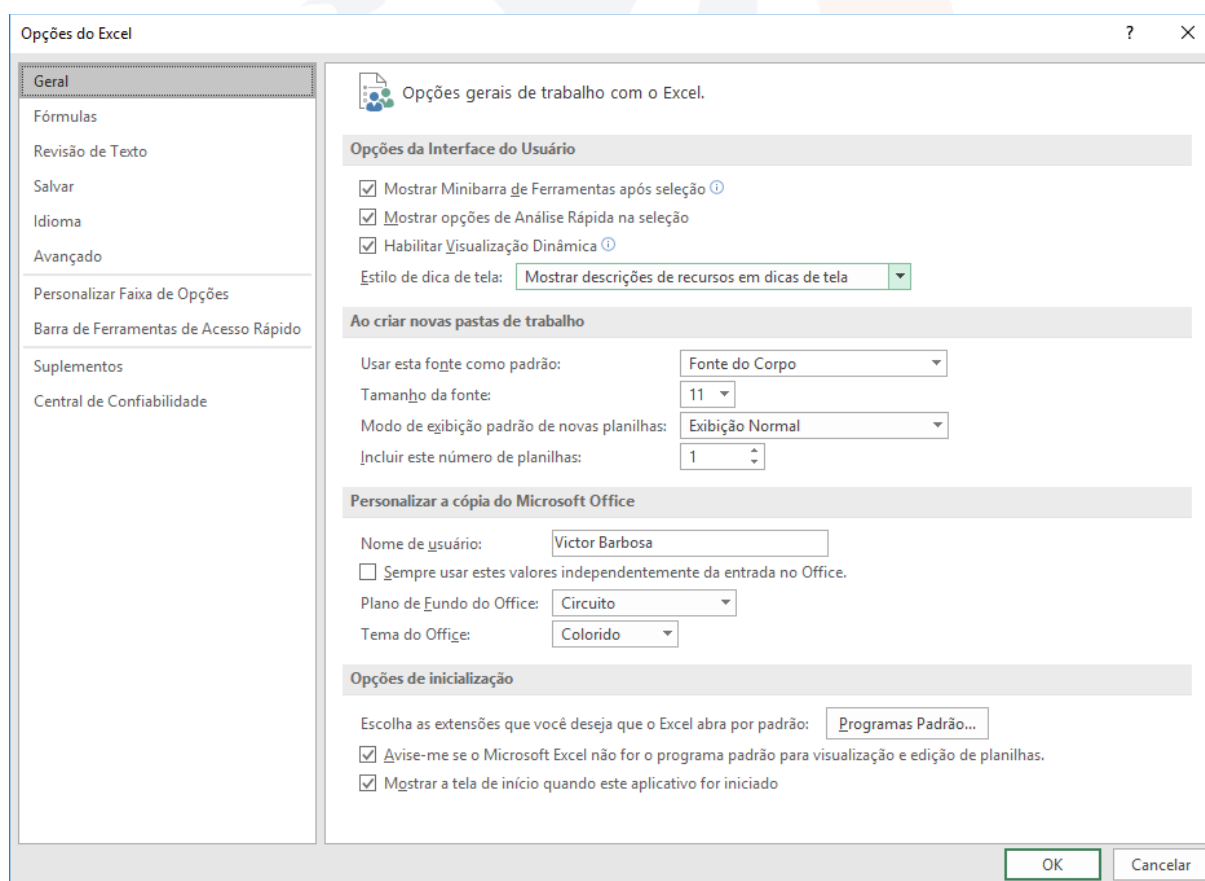 Opções do Excel
?
Geral
Fórmulas
Revisão de Texto
Salvar
Idioma
Avançado
Personalizar Faixa de Opções
Barra de Ferramentas de Acesso Rápido
Suplementos
Central de Confiabilidade
Opções gerais de trabalho com o Excel.
Opções da Interface do Usuário
Mostrar Minibarra de Ferramentas após seleção
Mostrar opções de Análise Rápida na seleção
Habilitar Visualização Dinâmica
Estilo de dica de tela: Mostrar descrições de recursos em dicas de tela
Ao criar novas pastas de trabalho
Usar esta fonte como padrão: Fonte do Corpo
Tamanho da fonte: 11
Modo de exibição padrão de novas planilhas: Exibição Normal
Incluir este número de planilhas: 1
Personalizar a cópia do Microsoft Office
Nome de usuário: Victor Barbosa
Sempre usar estes valores independentemente da entrada no Office.
Plano de Fundo do Office: Circuito
Tema do Office: Colorido
Opções de inicialização
Escolha as extensões que você deseja que o Excel abra por padrão: Programas Padrão...
Avise-me se o Microsoft Excel não for o programa padrão para visualização e edição de planilhas.
Mostrar a tela de início quando este aplicativo for iniciado
OK Cancelar